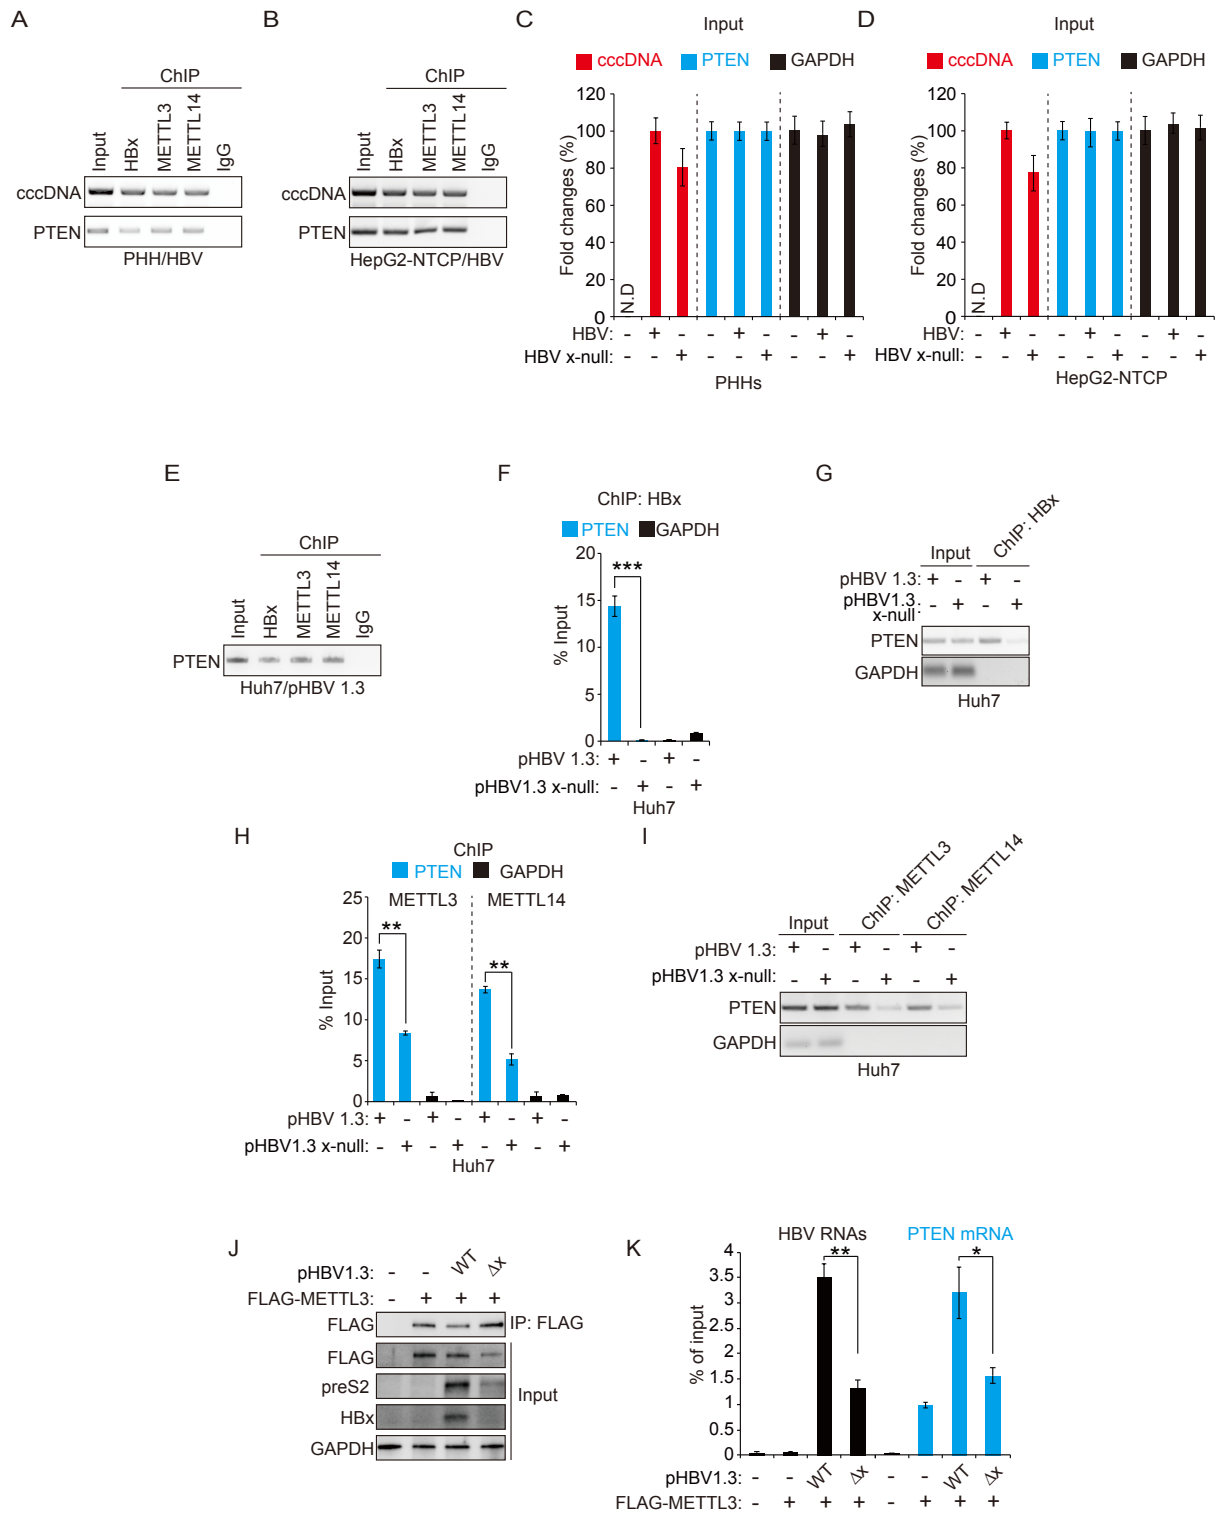 A
ChIP
Input
HBx
METTL3
METTL14
IgG
cccDNA
PTEN
PHH/HBV
B
ChIP
Input
HBx
METTL3
METTL14
IgG
cccDNA
PTEN
HepG2-NTCP/HBV
C
Input
cccDNA PTEN GAPDH
Fold changes (%)
120
100
80
60
40
20
0
N.D
HBV: - + - - + - - + -
HBV x-null: - - + - - + - - +
PHHs
D
Input
cccDNA PTEN GAPDH
Fold changes (%)
120
100
80
60
40
20
0
N.D
HBV: - + - - + - - + -
HBV x-null: - - + - - + - - +
HepG2-NTCP
E
ChIP
Input
HBx
METTL3
METTL14
IgG
PTEN
Huh7/pHBV 1.3
F
ChIP: HBx
PTEN GAPDH
% Input
20
15
10
5
0
***
pHBV 1.3: + - + -
pHBV1.3 x-null: - + - +
Huh7
G
Input ChIP: HBx
pHBV 1.3: + - + -
pHBV1.3 x-null : - + - +
PTEN
GAPDH
Huh7
H
ChIP
PTEN GAPDH
METTL3 METTL14
% Input
25
20
15
10
5
0
**
**
pHBV 1.3: + - + - + - + -
pHBV1.3 x-null: - + - + - + - +
Huh7
I
Input ChIP: METTL3 ChIP: METTL14
pHBV 1.3: + - + - + -
pHBV1.3 x-null: - + - + - +
PTEN
GAPDH
Huh7
J
pHBV1.3: - - WT Δx
FLAG-METTL3: - + + +
FLAG IP: FLAG
FLAG
preS2
HBx
GAPDH
Input
K
HBV RNAs PTEN mRNA
% of input
4
3.5
3
2.5
2
1.5
1
0.5
0
**
*
pHBV1.3: - - WT Δx - - WT Δx
FLAG-METTL3: - + + + - + + +